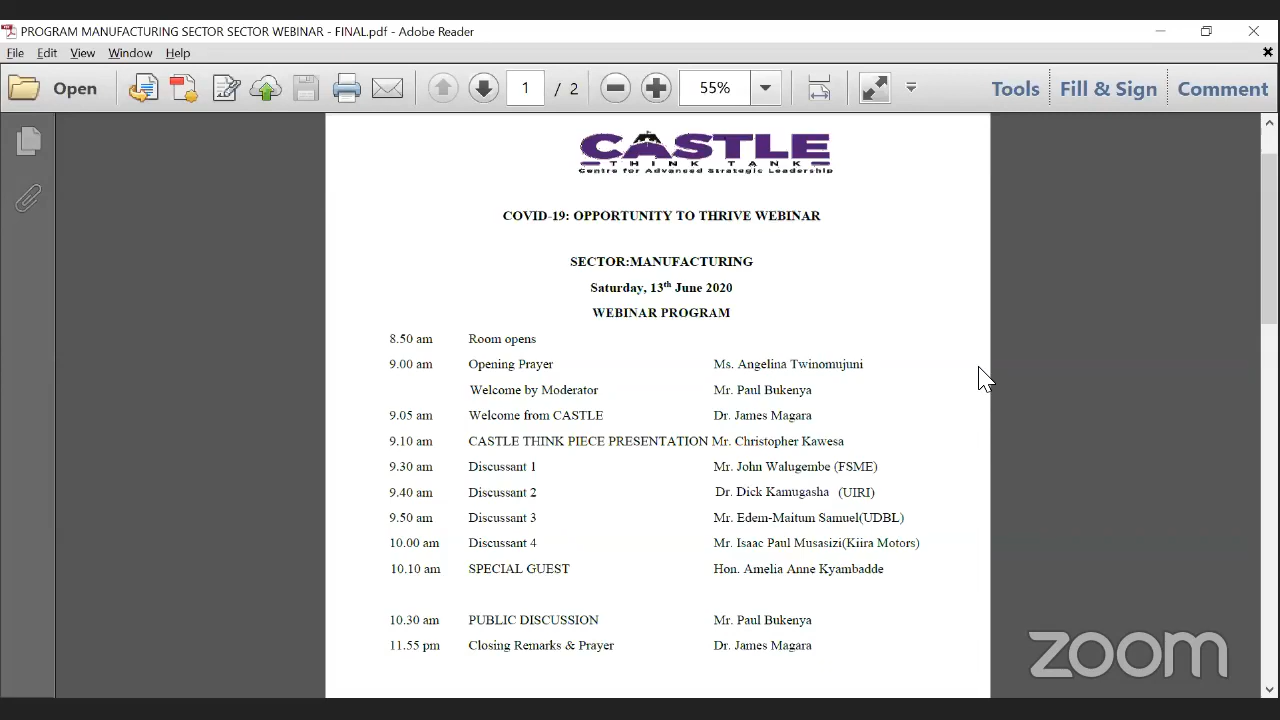 PROGRAM MANUFACTURING SECTOR SECTOR WEBINAR - FINAL.pdf - Adobe Reader
File Edit View Window Help
Open 1 / 2 55% Tools Fill & Sign Comment
CASTLE
THINK TANK
Centre for Advanced Strategic Leadership
COVID-19: OPPORTUNITY TO THRIVE WEBINAR
SECTOR:MANUFACTURING
Saturday, 13th June 2020
WEBINAR PROGRAM
8.50 am Room opens
9.00 am Opening Prayer Ms. Angelina Twinomujuni
Welcome by Moderator Mr. Paul Bukenya
9.05 am Welcome from CASTLE Dr. James Magara
9.10 am CASTLE THINK PIECE PRESENTATION Mr. Christopher Kawesa
9.30 am Discussant 1 Mr. John Walugembe (FSME)
9.40 am Discussant 2 Dr. Dick Kamugasha (UIRI)
9.50 am Discussant 3 Mr. Edem-Maitum Samuel(UDBL)
10.00 am Discussant 4 Mr. Isaac Paul Musasizi(Kiira Motors)
10.10 am SPECIAL GUEST Hon. Amelia Anne Kyambadde
10.30 am PUBLIC DISCUSSION Mr. Paul Bukenya
11.55 pm Closing Remarks & Prayer Dr. James Magara
zoom